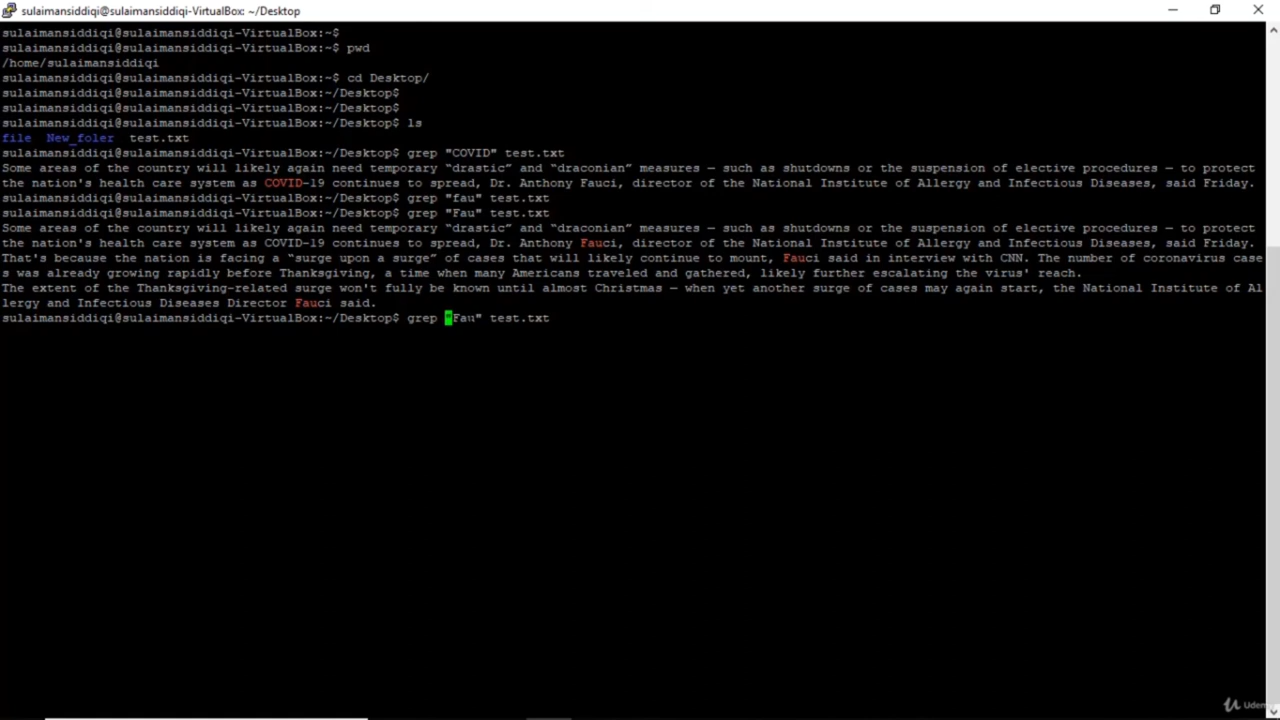 sulaimansiddiqi@sulaimansiddiqi-VirtualBox: ~/Desktop
sulaimansiddiqi@sulaimansiddiqi-VirtualBox:~$
sulaimansiddiqi@sulaimansiddiqi-VirtualBox:~$ pwd
/home/sulaimansiddiqi
sulaimansiddiqi@sulaimansiddiqi-VirtualBox:~$ cd Desktop/
sulaimansiddiqi@sulaimansiddiqi-VirtualBox:~/Desktop$
sulaimansiddiqi@sulaimansiddiqi-VirtualBox:~/Desktop$
sulaimansiddiqi@sulaimansiddiqi-VirtualBox:~/Desktop$ ls
file  New_foler  test.txt
sulaimansiddiqi@sulaimansiddiqi-VirtualBox:~/Desktop$ grep "COVID" test.txt
Some areas of the country will likely again need temporary “drastic” and “draconian” measures — such as shutdowns or the suspension of elective procedures — to protect
the nation's health care system as COVID-19 continues to spread, Dr. Anthony Fauci, director of the National Institute of Allergy and Infectious Diseases, said Friday.
sulaimansiddiqi@sulaimansiddiqi-VirtualBox:~/Desktop$ grep "fau" test.txt
sulaimansiddiqi@sulaimansiddiqi-VirtualBox:~/Desktop$ grep "Fau" test.txt
Some areas of the country will likely again need temporary “drastic” and “draconian” measures — such as shutdowns or the suspension of elective procedures — to protect
the nation's health care system as COVID-19 continues to spread, Dr. Anthony Fauci, director of the National Institute of Allergy and Infectious Diseases, said Friday.
That's because the nation is facing a “surge upon a surge” of cases that will likely continue to mount, Fauci said in interview with CNN. The number of coronavirus case
s was already growing rapidly before Thanksgiving, a time when many Americans traveled and gathered, likely further escalating the virus' reach.
The extent of the Thanksgiving-related surge won't fully be known until almost Christmas — when yet another surge of cases may again start, the National Institute of Al
lergy and Infectious Diseases Director Fauci said.
sulaimansiddiqi@sulaimansiddiqi-VirtualBox:~/Desktop$ grep "Fau" test.txt